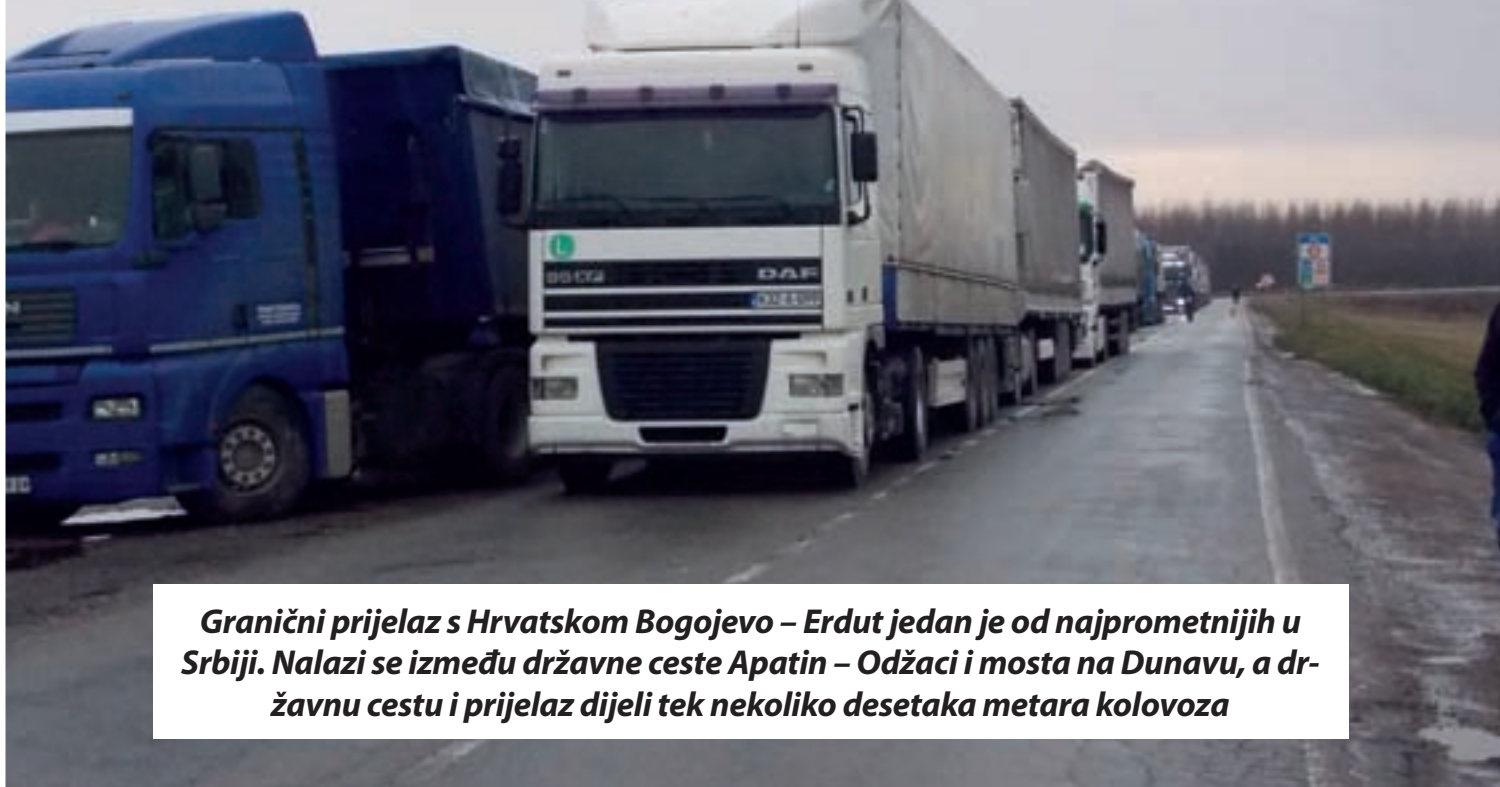 L
DAF
Granični prijelaz s Hrvatskom Bogojevo – Erdut jedan je od najprometnijih u
Srbiji. Nalazi se između državne ceste Apatin – Odžaci i mosta na Dunavu, a dr-
žavnu cestu i prijelaz dijeli tek nekoliko desetaka metara kolovoza